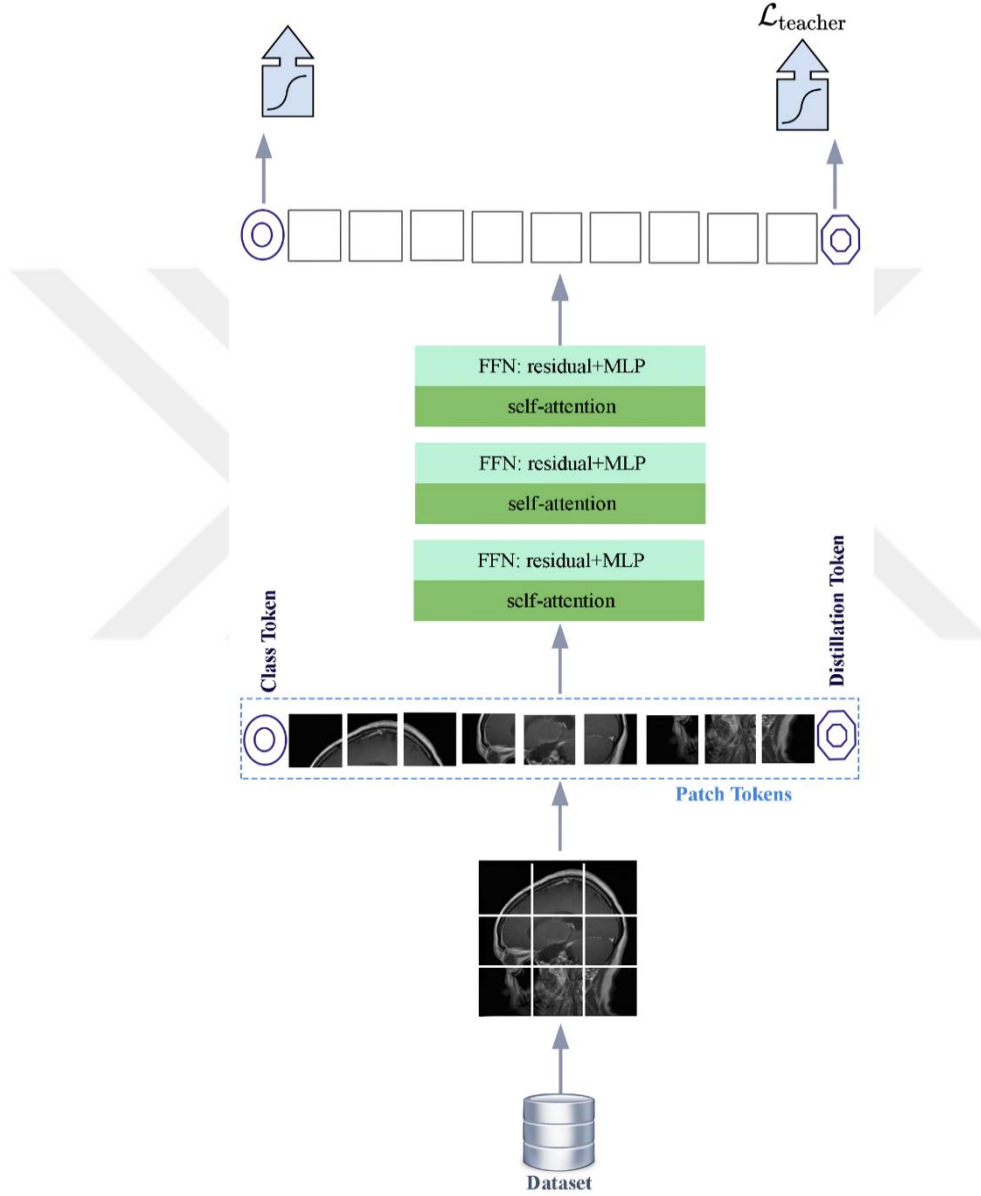 𝓛teacher
FFN: residual+MLP
self-attention
FFN: residual+MLP
self-attention
FFN: residual+MLP
self-attention
Class Token
Distillation Token
Patch Tokens
Dataset